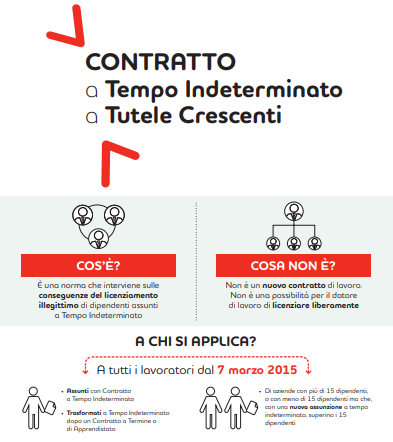 CONTRATTO
a Tempo Indeterminato
a Tutele Crescenti
COS'È?
È una norma che interviene sulle
conseguenze del licenziamento
illegittimo di dipendenti assunti
a Tempo Indeterminato
COSA NON È?
Non è un nuovo contratto di lavoro.
Non è una possibilità per il datore
di lavoro di licenziare liberamente
A CHI SI APPLICA?
A tutti i lavoratori dal 7 marzo 2015
• Assunti con Contratto
a Tempo Indeterminato
• Trasformati a Tempo Indeterminato
dopo un Contratto a Termine o
di Apprendistato
• Di aziende con più di 15 dipendenti,
o con meno di 15 dipendenti ma che,
con una nuova assunzione a tempo
indeterminato, superino i 15
dipendenti